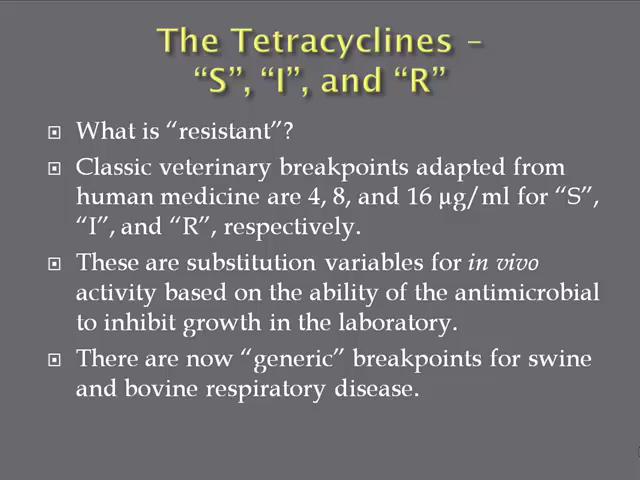 The Tetracyclines –
“S”, “I”, and “R”
What is “resistant”?
Classic veterinary breakpoints adapted from
human medicine are 4, 8, and 16 µg/ml for “S”,
“I”, and “R”, respectively.
These are substitution variables for in vivo
activity based on the ability of the antimicrobial
to inhibit growth in the laboratory.
There are now “generic” breakpoints for swine
and bovine respiratory disease.